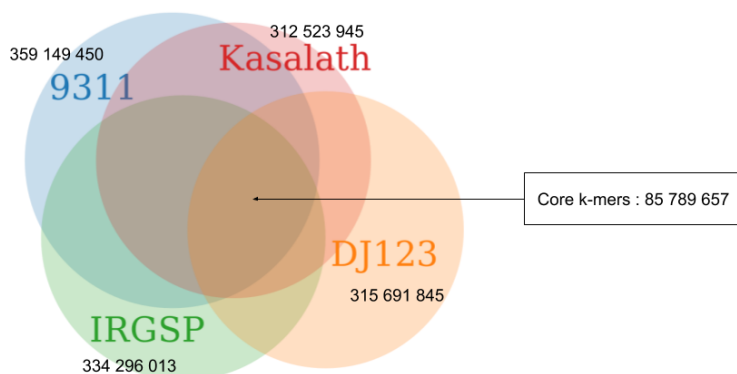 312 523 945
Kasalath
359 149 450
9311
Core k-mers : 85 789 657
DJ123
315 691 845
IRGSP
334 296 013